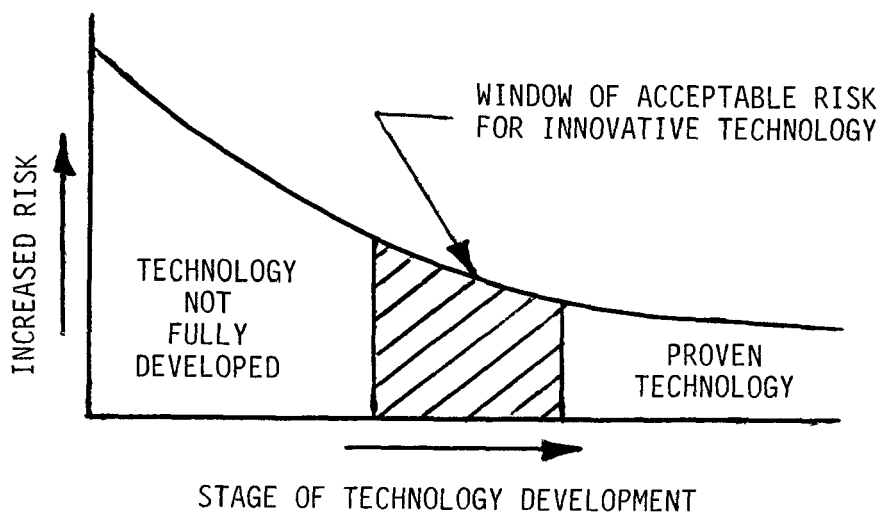 WINDOW OF ACCEPTABLE RISK
FOR INNOVATIVE TECHNOLOGY
INCREASED RISK
TECHNOLOGY
NOT
FULLY
DEVELOPED
PROVEN
TECHNOLOGY
STAGE OF TECHNOLOGY DEVELOPMENT